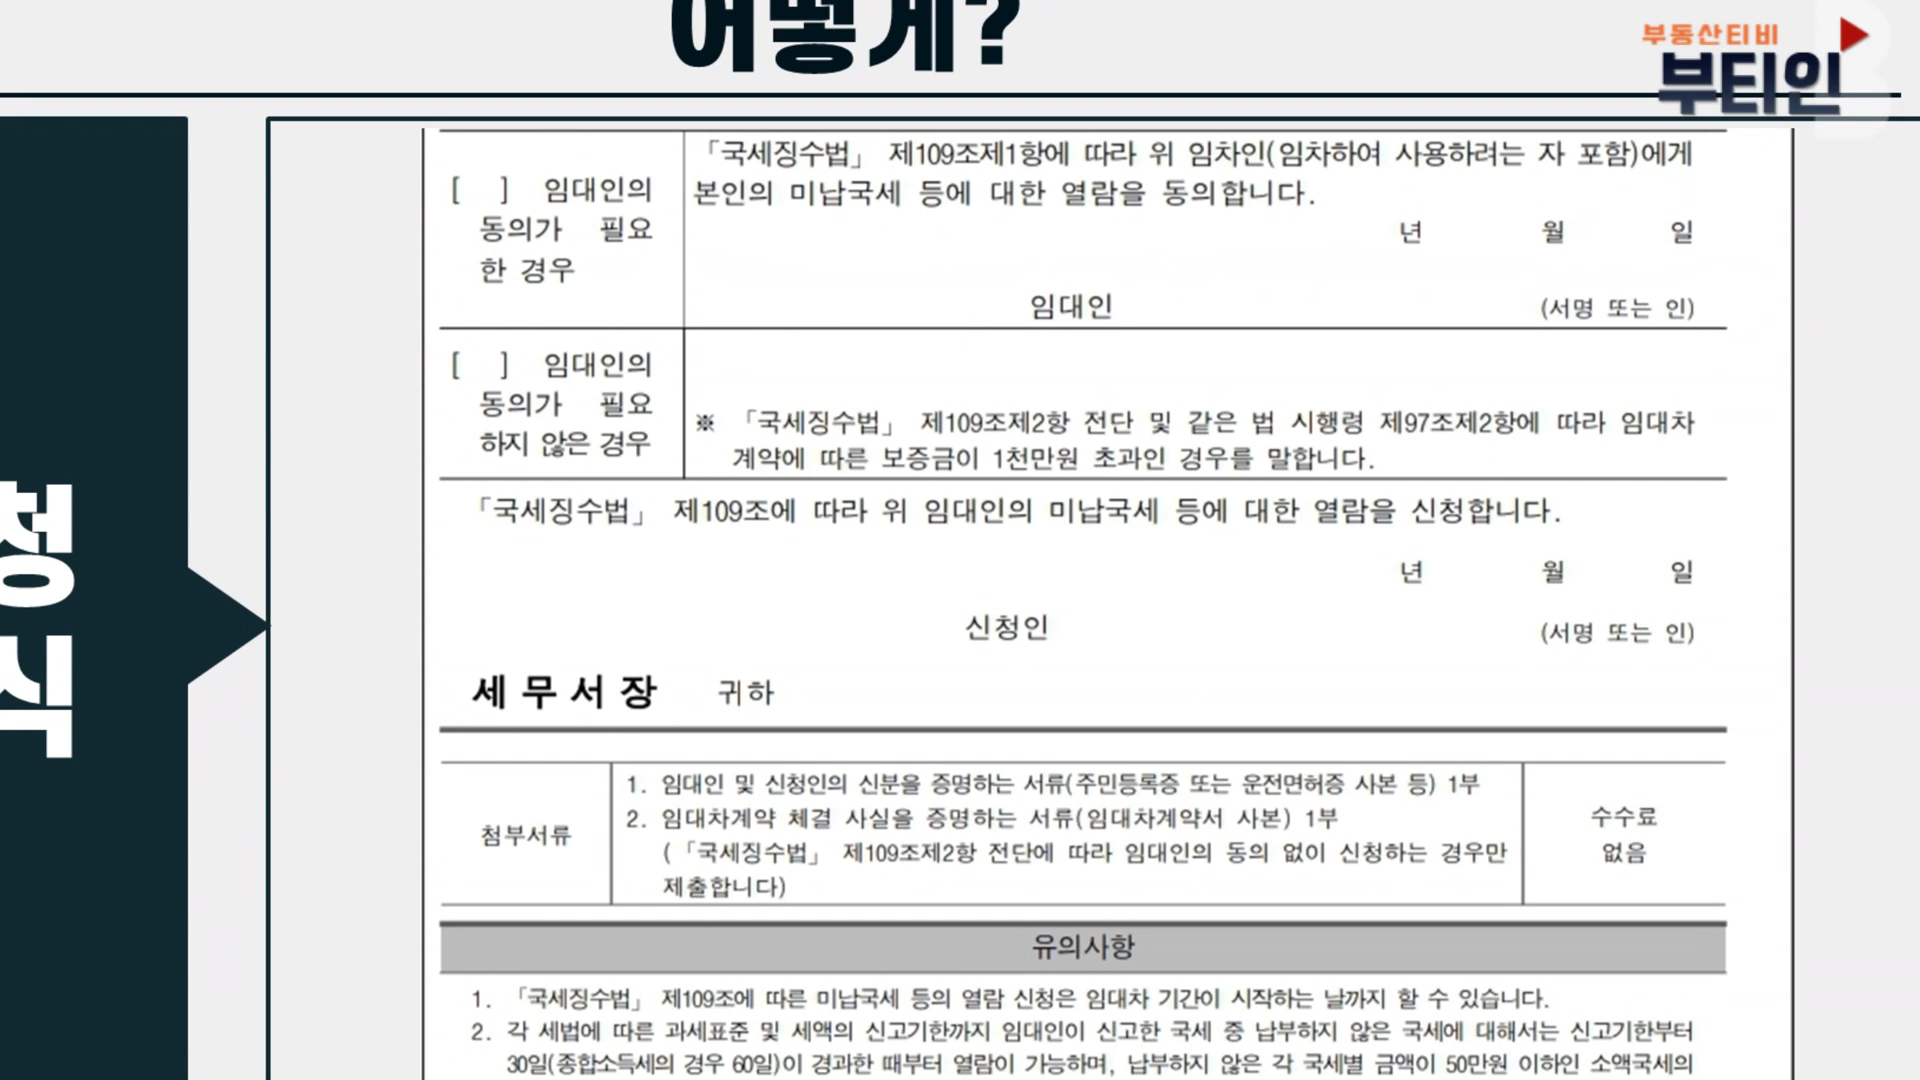 어떻게?
부동산티비
부티인
청
식
[ ] 임대인의
동의가 필요
한 경우
「국세징수법」 제109조제1항에 따라 위 임차인(임차하여 사용하려는 자 포함)에게
본인의 미납국세 등에 대한 열람을 동의합니다.
년 월 일
임대인 (서명 또는 인)
[ ] 임대인의
동의가 필요
하지 않은 경우
※ 「국세징수법」 제109조제2항 전단 및 같은 법 시행령 제97조제2항에 따라 임대차
계약에 따른 보증금이 1천만원 초과인 경우를 말합니다.
「국세징수법」 제109조에 따라 위 임대인의 미납국세 등에 대한 열람을 신청합니다.
년 월 일
신청인 (서명 또는 인)
세무서장 귀하
첨부서류
1. 임대인 및 신청인의 신분을 증명하는 서류(주민등록증 또는 운전면허증 사본 등) 1부
2. 임대차계약 체결 사실을 증명하는 서류(임대차계약서 사본) 1부
(「국세징수법」 제109조제2항 전단에 따라 임대인의 동의 없이 신청하는 경우만
제출합니다)
수수료
없음
유의사항
1. 「국세징수법」 제109조에 따른 미납국세 등의 열람 신청은 임대차 기간이 시작하는 날까지 할 수 있습니다.
2. 각 세법에 따른 과세표준 및 세액의 신고기한까지 임대인이 신고한 국세 중 납부하지 않은 국세에 대해서는 신고기한부터
30일(종합소득세의 경우 60일)이 경과한 때부터 열람이 가능하며, 납부하지 않은 각 국세별 금액이 50만원 이하인 소액국세의